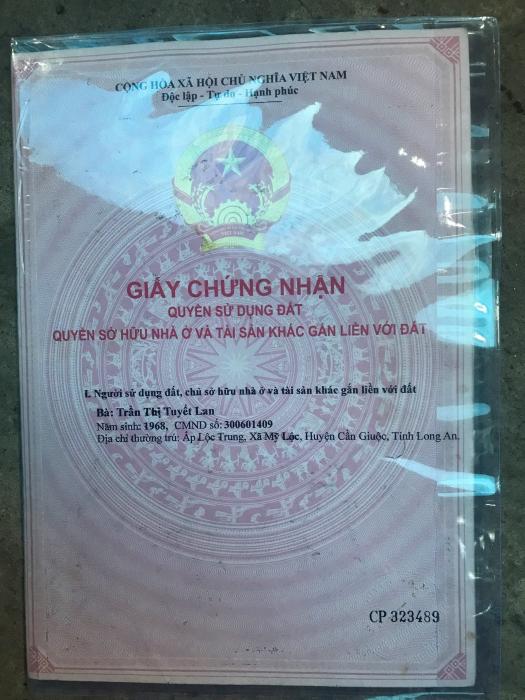 CỘNG HÒA XÃ HỘI CHỦ NGHĨA VIỆT NAM
Độc lập - Tự do - Hạnh phúc
VIỆT NAM
GIẤY CHỨNG NHẬN
QUYỀN SỬ DỤNG ĐẤT
QUYỀN SỞ HỮU NHÀ Ở VÀ TÀI SẢN KHÁC GẮN LIỀN VỚI ĐẤT
I. Người sử dụng đất, chủ sở hữu nhà ở và tài sản khác gắn liền với đất
Bà: Trần Thị Tuyết Lan
Năm sinh: 1968, CMND số: 300601409
Địa chỉ thường trú: Ấp Lộc Trung, Xã Mỹ Lộc, Huyện Cần Giuộc, Tỉnh Long An.
CP 323489